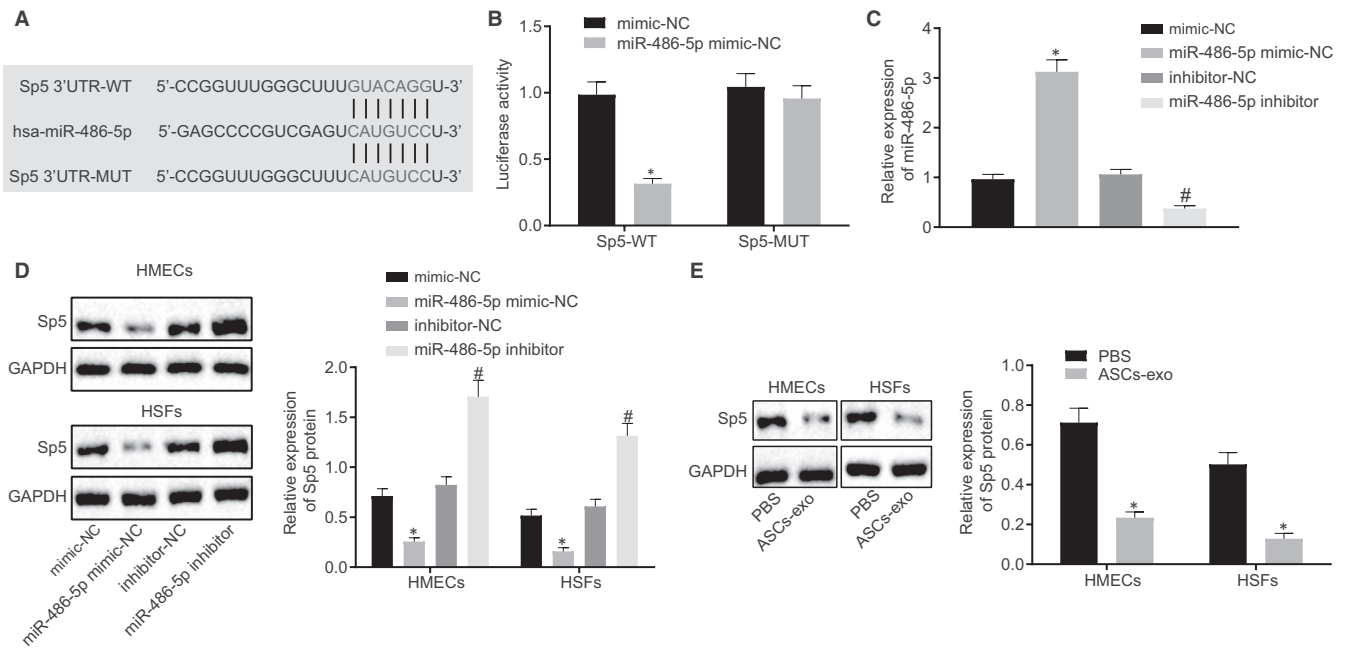 A
Sp5 3'UTR-WT 5'-CCGGUUUGGGCUUUGUACAGGU-3'
hsa-miR-486-5p 5'-GAGCCCCGUCGAGUCAUGUCCU-3'
Sp5 3'UTR-MUT 5'-CCGGUUUGGGCUUUCAUGUCCU-3'
B
mimic-NC
miR-486-5p mimic-NC
Luciferase activity
1.5
1.0
0.5
0.0
*
Sp5-WT Sp5-MUT
C
mimic-NC
miR-486-5p mimic-NC
inhibitor-NC
miR-486-5p inhibitor
Relative expression
of miR-486-5p
4
3
2
1
0
*
#
D
HMECs
Sp5
GAPDH
HSFs
Sp5
GAPDH
mimic-NC
miR-486-5p mimic-NC
inhibitor-NC
miR-486-5p inhibitor
mimic-NC
miR-486-5p mimic-NC
inhibitor-NC
miR-486-5p inhibitor
Relative expression
of Sp5 protein
2.0
1.5
1.0
0.5
0.0
*
#
*
#
HMECs HSFs
E
HMECs HSFs
Sp5
GAPDH
PBS
ASCs-exo
PBS
ASCs-exo
PBS
ASCs-exo
Relative expression
of Sp5 protein
1.0
0.8
0.6
0.4
0.2
0.0
*
*
HMECs HSFs